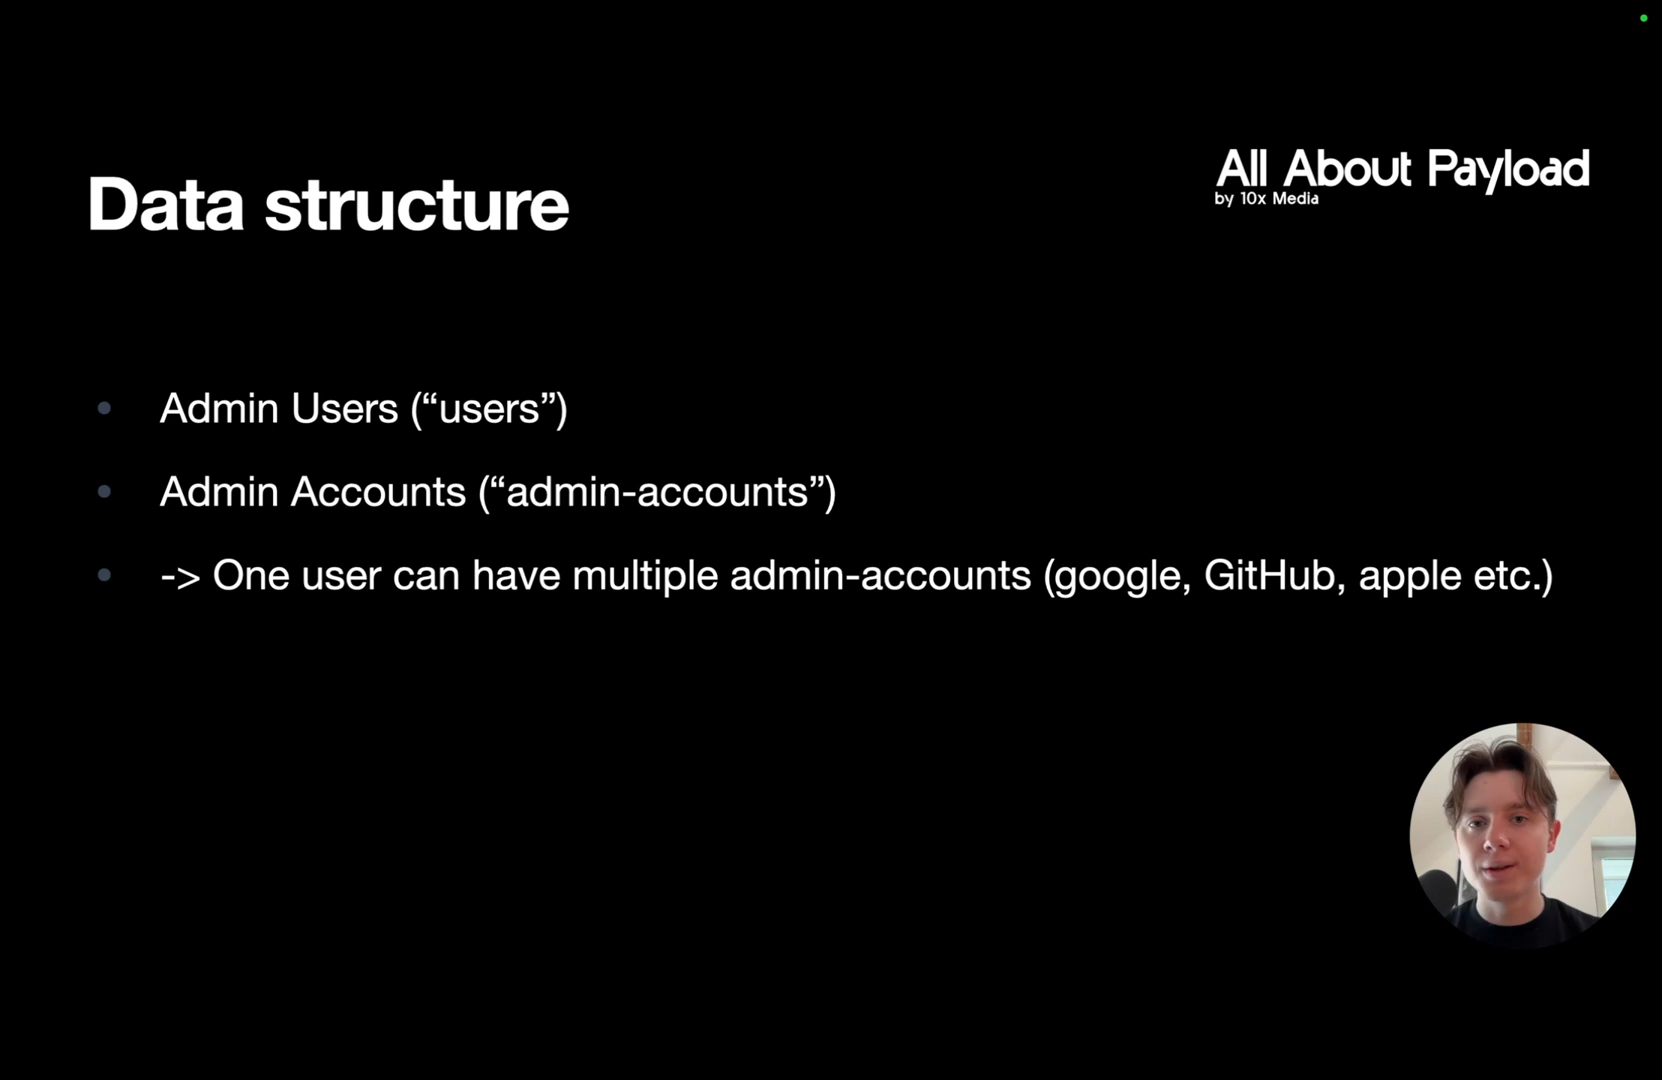 All About Payload
by 10x Media
Data structure
• Admin Users (“users”)
• Admin Accounts (“admin-accounts”)
• -> One user can have multiple admin-accounts (google, GitHub, apple etc.)